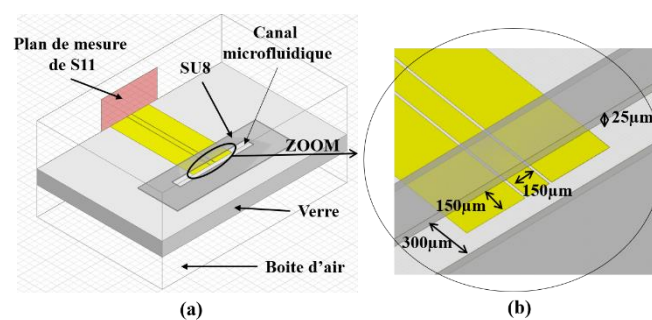 Plan de mesure
de S11
SU8
Canal
microfluidique
ZOOM
Verre
Boite d'air
(a)
25µm
150µm
150µm
300µm
(b)